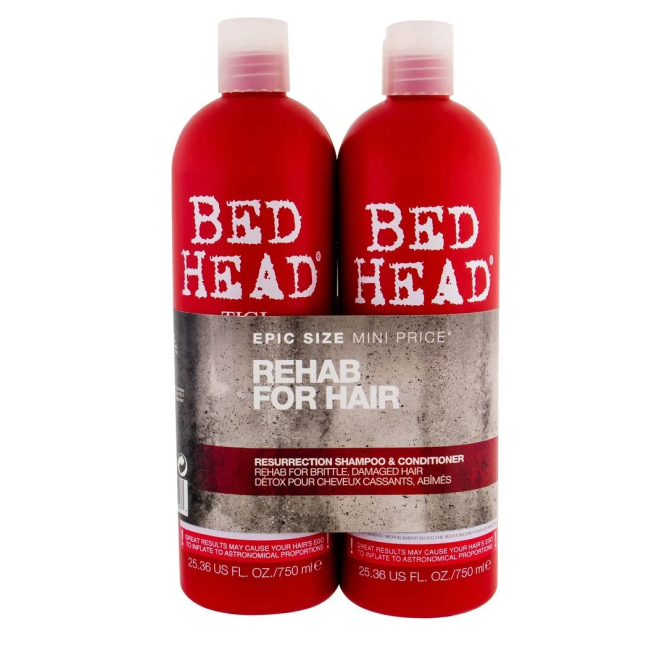 BED
HEAD®
TIGI
BED
HEAD®
EPIC SIZE MINI PRICE*
REHAB
FOR HAIR
RESURRECTION SHAMPOO & CONDITIONER
REHAB FOR BRITTLE, DAMAGED HAIR
DÉTOX POUR CHEVEUX CASSANTS, ABÎMÉS
GREAT RESULTS MAY CAUSE YOUR HAIR'S EGO
TO INFLATE TO ASTRONOMICAL PROPORTIONS
25.36 US FL. OZ./750 ml e
GREAT RESULTS MAY CAUSE YOUR HAIR'S EGO
TO INFLATE TO ASTRONOMICAL PROPORTIONS
25.36 US FL. OZ./750 ml e